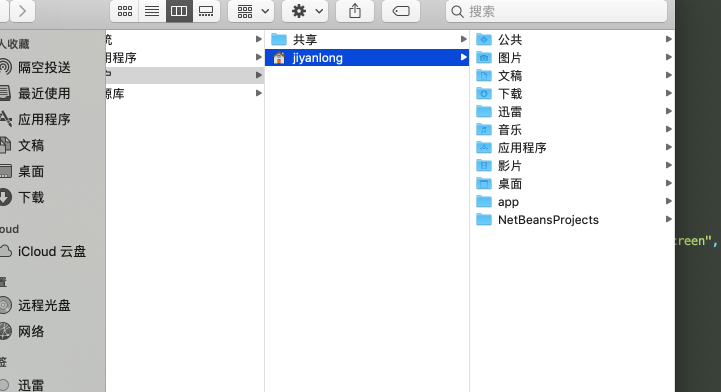 搜索
人收藏
隔空投送
最近使用
应用程序
文稿
桌面
下载
oud
iCloud 云盘
置
远程光盘
网络
签
迅雷
统
用程序
户
源库
共享
jiyanlong
公共
图片
文稿
下载
迅雷
音乐
应用程序
影片
桌面
app
NetBeansProjects
reen",